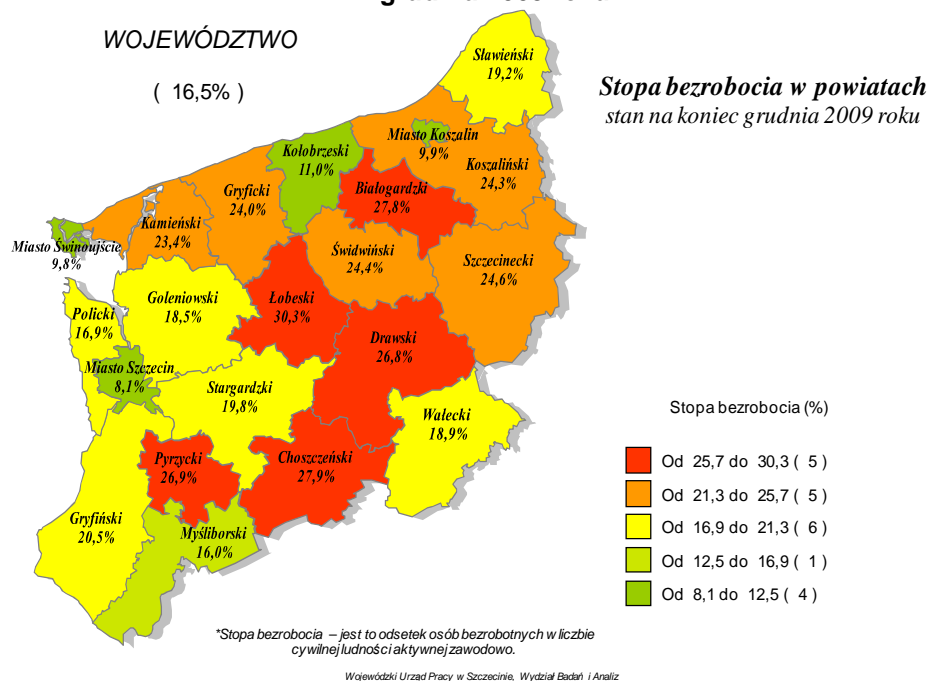 WOJEWÓDZTWO
( 16,5% )
Stopa bezrobocia w powiatach
stan na koniec grudnia 2009 roku
Sławieński
19,2%
Miasto Koszalin
9,9%
Kołobrzeski
11,0%
Koszaliński
24,3%
Białogardzki
27,8%
Gryficki
24,0%
Kamieński
23,4%
Miasto Świnoujście
9,8%
Świdwiński
24,4%
Szczecinecki
24,6%
Goleniowski
18,5%
Łobeski
30,3%
Policki
16,9%
Drawski
26,8%
Miasto Szczecin
8,1%
Stargardzki
19,8%
Wałecki
18,9%
Pyrzycki
26,9%
Choszczeński
27,9%
Gryfiński
20,5%
Myśliborski
16,0%
Stopa bezrobocia (%)
Od 25,7 do 30,3 ( 5 )
Od 21,3 do 25,7 ( 5 )
Od 16,9 do 21,3 ( 6 )
Od 12,5 do 16,9 ( 1 )
Od 8,1 do 12,5 ( 4 )
*Stopa bezrobocia – jest to odsetek osób bezrobotnych w liczbie
cywilnej ludności aktywnej zawodowo.
Wojewódzki Urząd Pracy w Szczecinie, Wydział Badań i Analiz